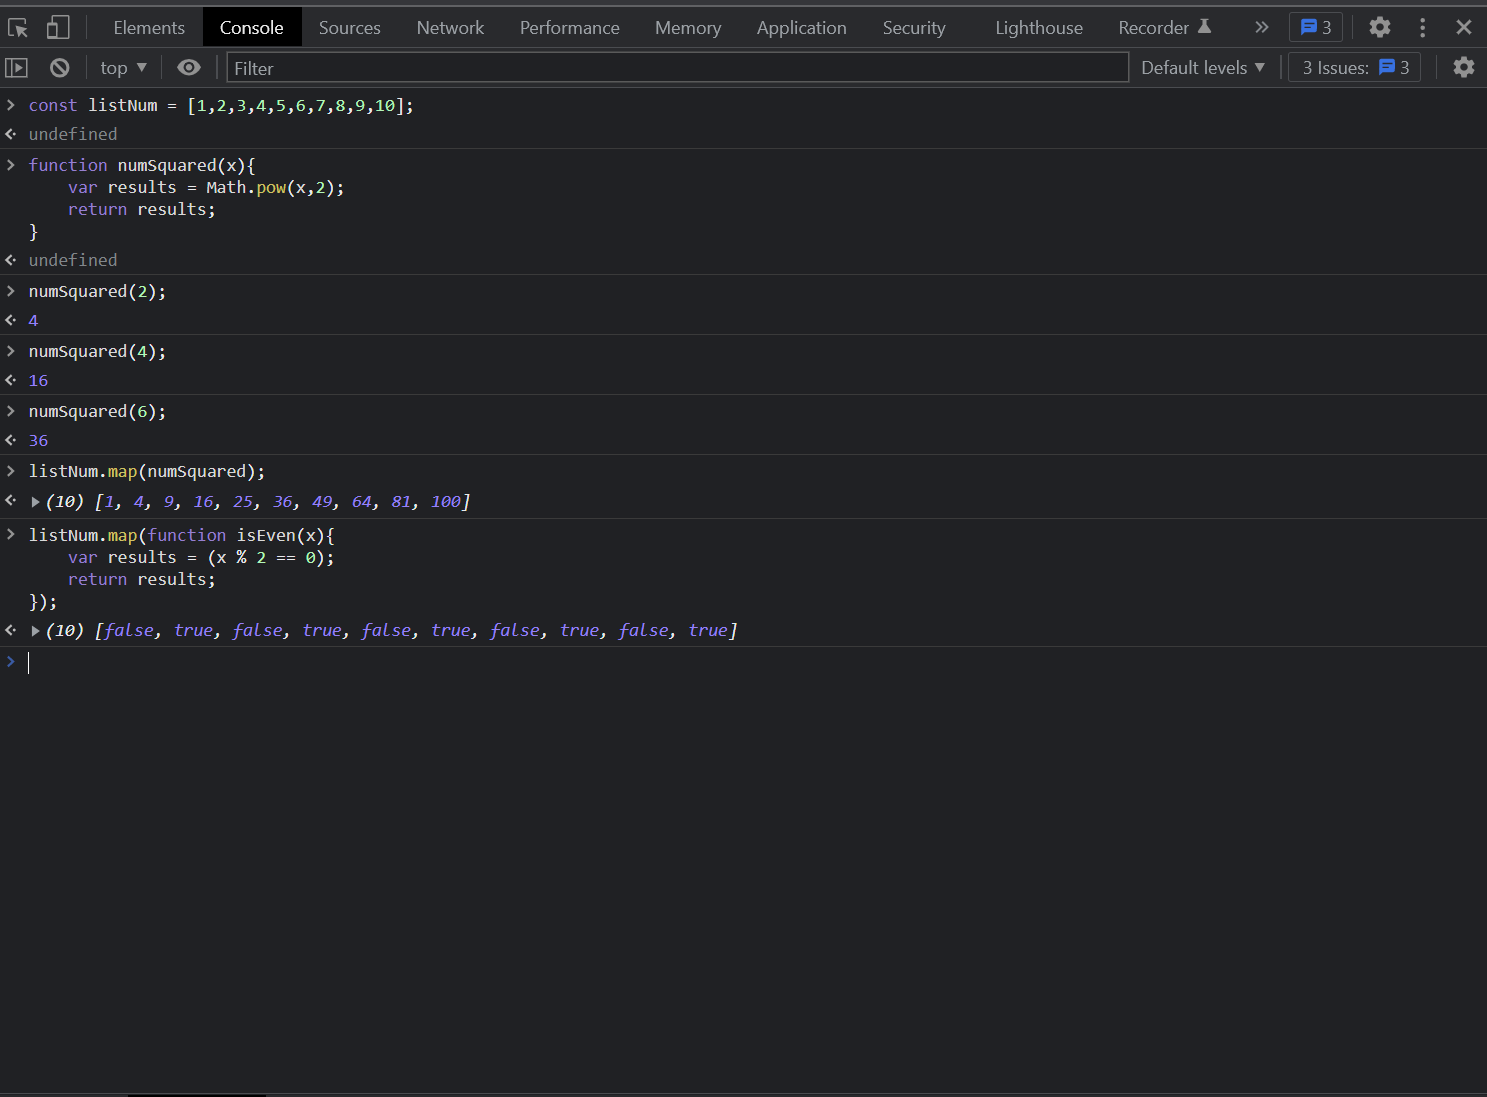 Elements Console Sources Network Performance Memory Application Security Lighthouse Recorder 3
top Filter Default levels 3 Issues: 3
const listNum = [1,2,3,4,5,6,7,8,9,10];
undefined
function numSquared(x){
    var results = Math.pow(x,2);
    return results;
}
undefined
numSquared(2);
4
numSquared(4);
16
numSquared(6);
36
listNum.map(numSquared);
(10) [1, 4, 9, 16, 25, 36, 49, 64, 81, 100]
listNum.map(function isEven(x){
    var results = (x % 2 == 0);
    return results;
});
(10) [false, true, false, true, false, true, false, true, false, true]